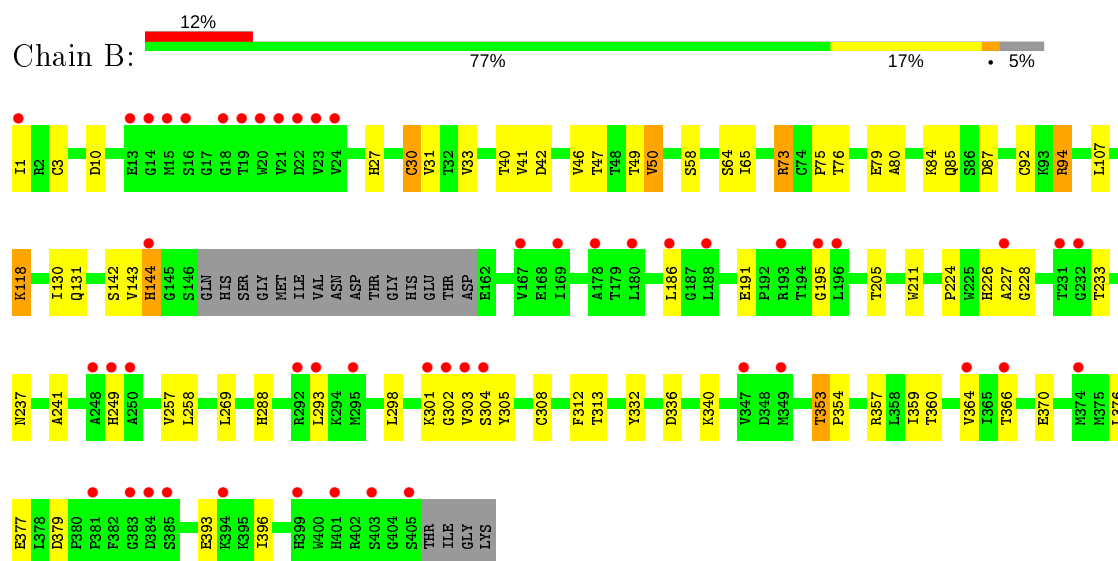 12%
Chain B:
77% 17% • 5%
I1 R2 C3 D10 E13 G14 M15 S16 G17 G18 T19 W20 V21 D22 V23 V24 H27 C30 V31 T32 V33 T40 V41 D42 V46 T47 T48 T49 V50 S58 S64 I65 R73 C74 P75 T76 E79 A80 K84 Q85 S86 D87 C92 K93 R94 L107
K118 I130 Q131 S142 V143 H144 G145 S146 GLN HIS SER GLY MET ILE VAL ASN ASP THR GLY HIS GLU THR ASP E162 V167 E168 I169 A178 T179 L180 L186 G187 L188 E191 P192 R193 T194 G195 L196 T205 W211 P224 W225 H226 A227 G228 T231 G232 T233
N237 A241 A248 H249 A250 V257 L258 L269 H288 R292 L293 K294 M295 L298 K301 G302 V303 S304 Y305 C308 F312 T313 Y332 D336 K340 V347 D348 M349 T353 P354 R357 L358 I359 T360 V364 I365 T366 E370 M374 M375 L376
E377 L378 D379 P380 P381 F382 G383 D384 S385 E393 K394 K395 I396 H399 W400 H401 R402 S403 G404 S405 THR ILE GLY LYS